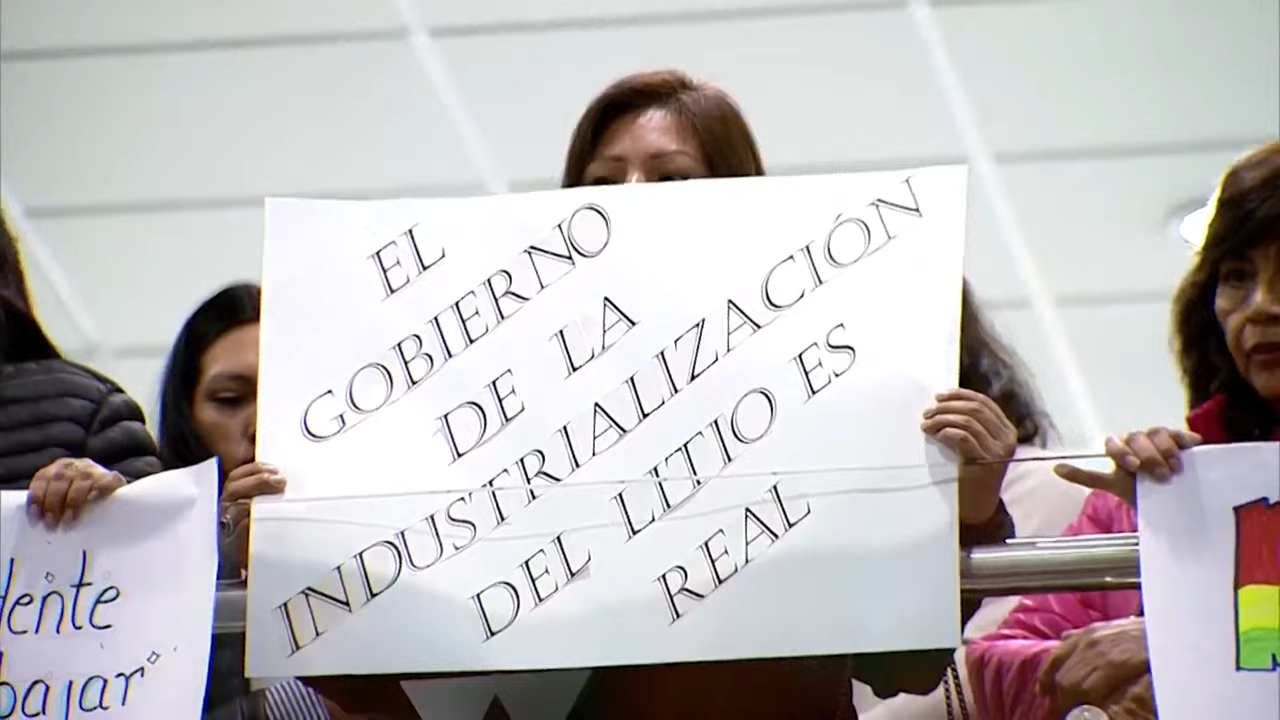 EL
GOBIERNO
DE LA
INDUSTRIALIZACIÓN
DEL LITIO ES
REAL